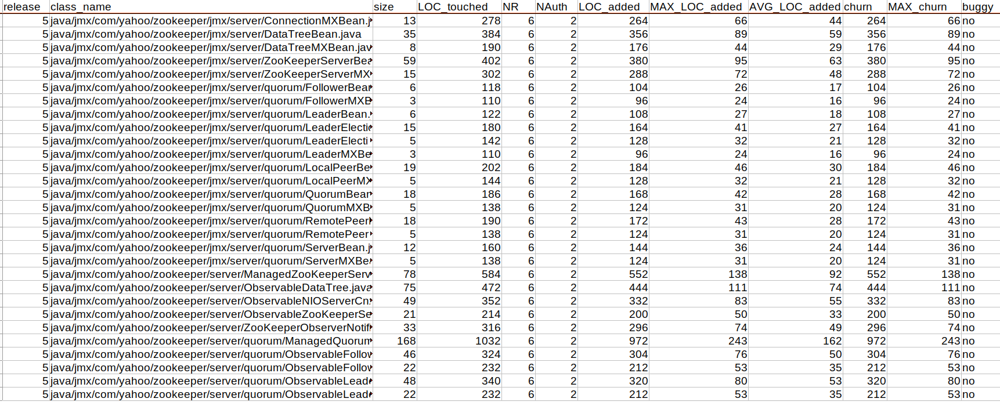 release class_name size LOC_touched NR NAuth LOC_added MAX_LOC_added AVG_LOC_added churn MAX_churn buggy
5 java/jmx/com/yahoo/zookeeper/jmx/server/ConnectionMXBean.j 13 278 6 2 264 66 44 264 66 no
5 java/jmx/com/yahoo/zookeeper/jmx/server/DataTreeBean.java 35 384 6 2 356 89 59 356 89 no
5 java/jmx/com/yahoo/zookeeper/jmx/server/DataTreeMXBean.jav 8 190 6 2 176 44 29 176 44 no
5 java/jmx/com/yahoo/zookeeper/jmx/server/ZooKeeperServerBea 59 402 6 2 380 95 63 380 95 no
5 java/jmx/com/yahoo/zookeeper/jmx/server/ZooKeeperServerMX 15 302 6 2 288 72 48 288 72 no
5 java/jmx/com/yahoo/zookeeper/jmx/server/quorum/FollowerBean 6 118 6 2 104 26 17 104 26 no
5 java/jmx/com/yahoo/zookeeper/jmx/server/quorum/FollowerMXB 3 110 6 2 96 24 16 96 24 no
5 java/jmx/com/yahoo/zookeeper/jmx/server/quorum/LeaderBean. 6 122 6 2 108 27 18 108 27 no
5 java/jmx/com/yahoo/zookeeper/jmx/server/quorum/LeaderElectio 15 180 6 2 164 41 27 164 41 no
5 java/jmx/com/yahoo/zookeeper/jmx/server/quorum/LeaderElecti 5 142 6 2 128 32 21 128 32 no
5 java/jmx/com/yahoo/zookeeper/jmx/server/quorum/LeaderMXBe 3 110 6 2 96 24 16 96 24 no
5 java/jmx/com/yahoo/zookeeper/jmx/server/quorum/LocalPeerBe 19 202 6 2 184 46 30 184 46 no
5 java/jmx/com/yahoo/zookeeper/jmx/server/quorum/LocalPeerMX 5 144 6 2 128 32 21 128 32 no
5 java/jmx/com/yahoo/zookeeper/jmx/server/quorum/QuorumBean 18 186 6 2 168 42 28 168 42 no
5 java/jmx/com/yahoo/zookeeper/jmx/server/quorum/QuorumMXB 5 138 6 2 124 31 20 124 31 no
5 java/jmx/com/yahoo/zookeeper/jmx/server/quorum/RemotePeer 18 190 6 2 172 43 28 172 43 no
5 java/jmx/com/yahoo/zookeeper/jmx/server/quorum/RemotePeer 5 138 6 2 124 31 20 124 31 no
5 java/jmx/com/yahoo/zookeeper/jmx/server/quorum/ServerBean.j 12 160 6 2 144 36 24 144 36 no
5 java/jmx/com/yahoo/zookeeper/jmx/server/quorum/ServerMXBe 5 138 6 2 124 31 20 124 31 no
5 java/jmx/com/yahoo/zookeeper/server/ManagedZooKeeperServ 78 584 6 2 552 138 92 552 138 no
5 java/jmx/com/yahoo/zookeeper/server/ObservableDataTree.java 75 472 6 2 444 111 74 444 111 no
5 java/jmx/com/yahoo/zookeeper/server/ObservableNIOServerCn 49 352 6 2 332 83 55 332 83 no
5 java/jmx/com/yahoo/zookeeper/server/ObservableZooKeeperSe 21 214 6 2 200 50 33 200 50 no
5 java/jmx/com/yahoo/zookeeper/server/ZooKeeperObserverNotif 33 316 6 2 296 74 49 296 74 no
5 java/jmx/com/yahoo/zookeeper/server/quorum/ManagedQuorum 168 1032 6 2 972 243 162 972 243 no
5 java/jmx/com/yahoo/zookeeper/server/quorum/ObservableFollow 46 324 6 2 304 76 50 304 76 no
5 java/jmx/com/yahoo/zookeeper/server/quorum/ObservableFollow 22 232 6 2 212 53 35 212 53 no
5 java/jmx/com/yahoo/zookeeper/server/quorum/ObservableLeade 48 340 6 2 320 80 53 320 80 no
5 java/jmx/com/yahoo/zookeeper/server/quorum/ObservableLeade 22 232 6 2 212 53 35 212 53 no